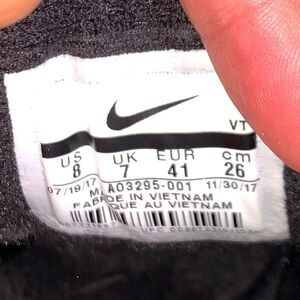 VT
US UK EUR cm
8 7 41 26
07/19/17 AO3295-001 11/30/17
MADE IN VIETNAM
FABRIQUE AU VIETNAM